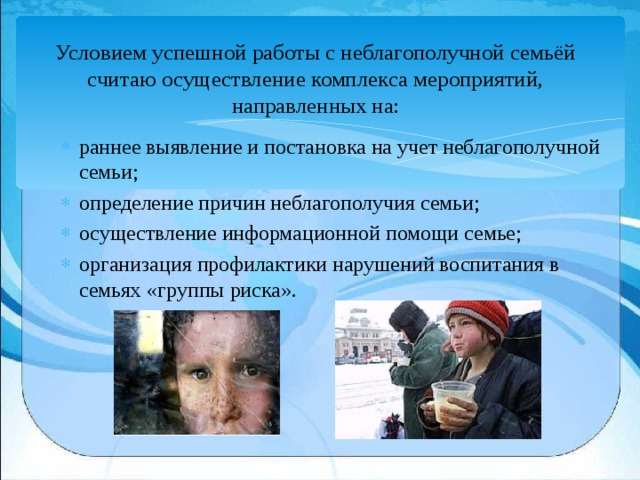 Условием успешной работы с неблагополучной семьёй
считаю осуществление комплекса мероприятий,
направленных на:
раннее выявление и постановка на учет неблагополучной
семьи;
определение причин неблагополучия семьи;
осуществление информационной помощи семье;
организация профилактики нарушений воспитания в
семьях «группы риска».